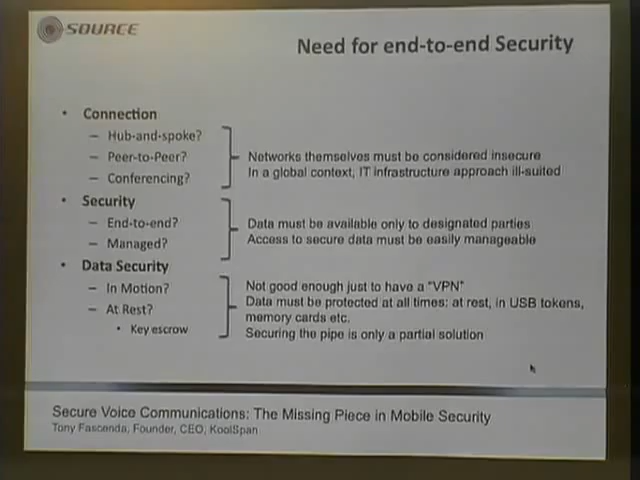 SOURCE
Need for end-to-end Security
• Connection
– Hub-and-spoke?
– Peer-to-Peer?
– Conferencing?
Networks themselves must be considered insecure
In a global context, IT infrastructure approach ill-suited
• Security
– End-to-end?
– Managed?
Data must be available only to designated parties
Access to secure data must be easily manageable
• Data Security
– In Motion?
– At Rest?
• Key escrow
Not good enough just to have a "VPN"
Data must be protected at all times: at rest, in USB tokens,
memory cards etc.
Securing the pipe is only a partial solution
Secure Voice Communications: The Missing Piece in Mobile Security
Tony Fascenda, Founder, CEO, KoolSpan